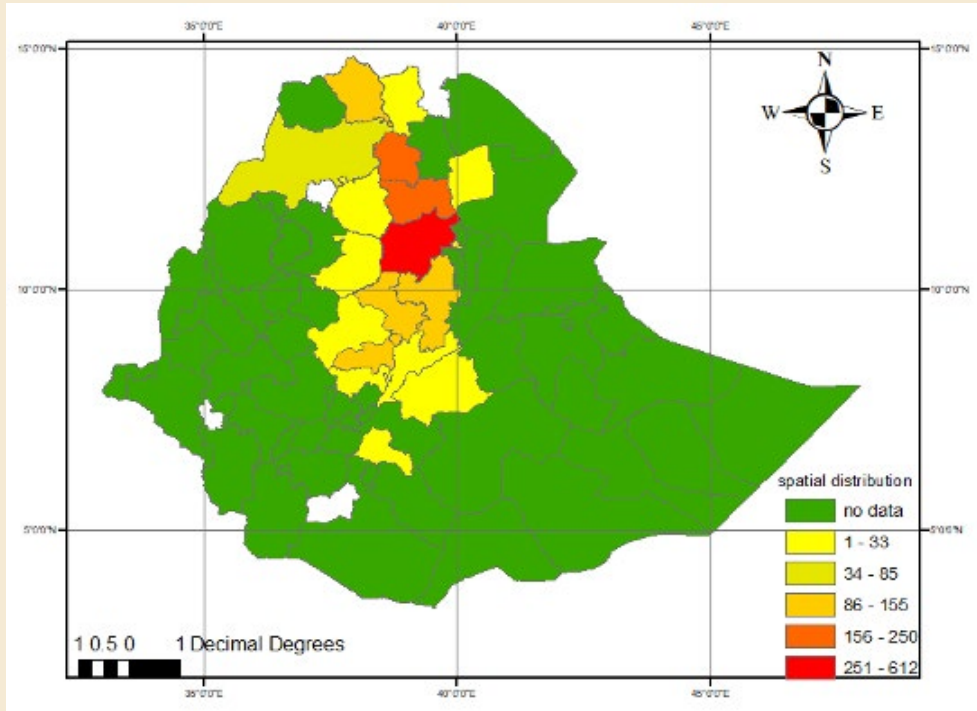 35°0'0"E 40°0'0"E 45°0'0"E
15°0'0"N 15°0'0"N
N
W E
S
10°0'0"N 10°0'0"N
spatial distribution
no data
5°0'0"N 5°0'0"N
1 - 33
34 - 85
86 - 155
156 - 250
1 0.5 0 1 Decimal Degrees
251 - 612
35°0'0"E 40°0'0"E 45°0'0"E